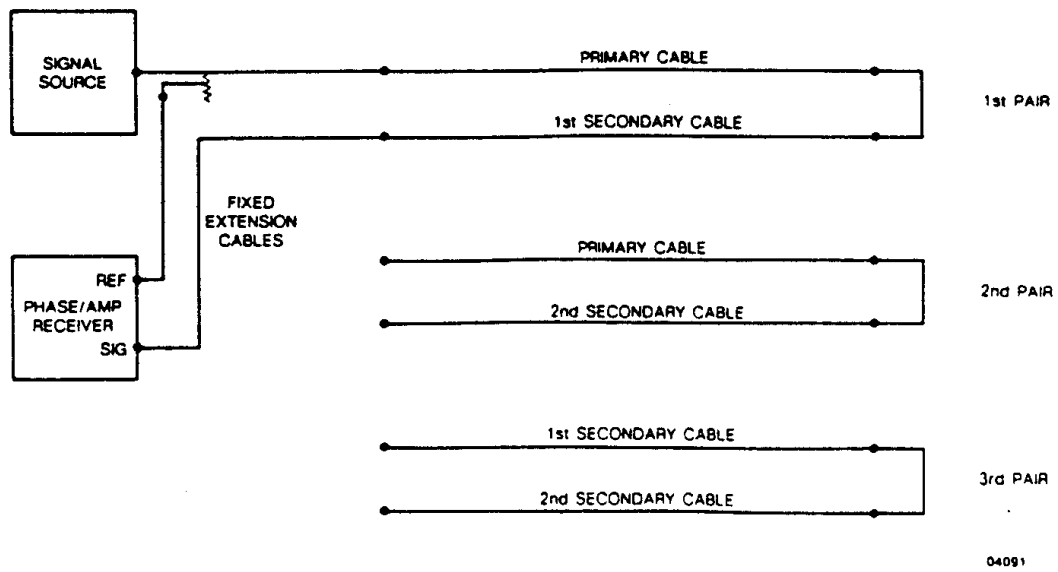 SIGNAL
SOURCE
PRIMARY CABLE
1st SECONDARY CABLE
1st PAIR
FIXED
EXTENSION
CABLES
REF
PHASE/AMP
RECEIVER
SIG
PRIMARY CABLE
2nd SECONDARY CABLE
2nd PAIR
1st SECONDARY CABLE
2nd SECONDARY CABLE
3rd PAIR
04091